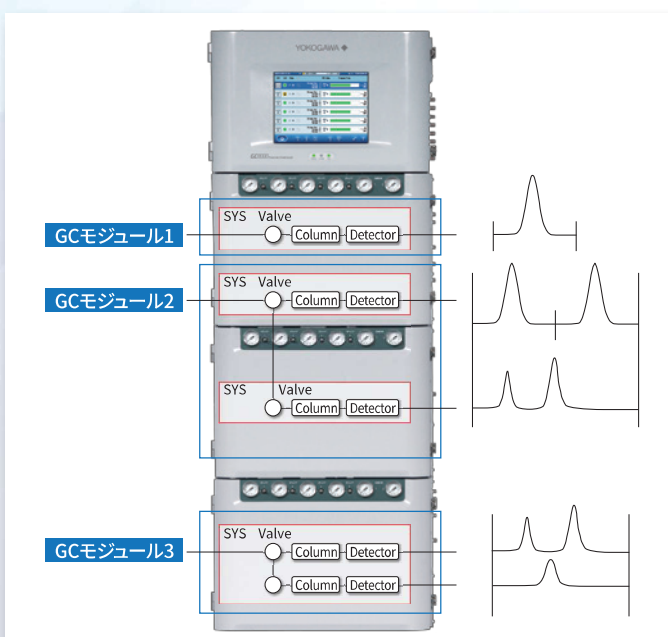 YOKOGAWA
SYS Valve
GCモジュール1
Column Detector
SYS Valve
GCモジュール2
Column Detector
SYS Valve
Column Detector
SYS Valve
GCモジュール3
Column Detector
Column Detector